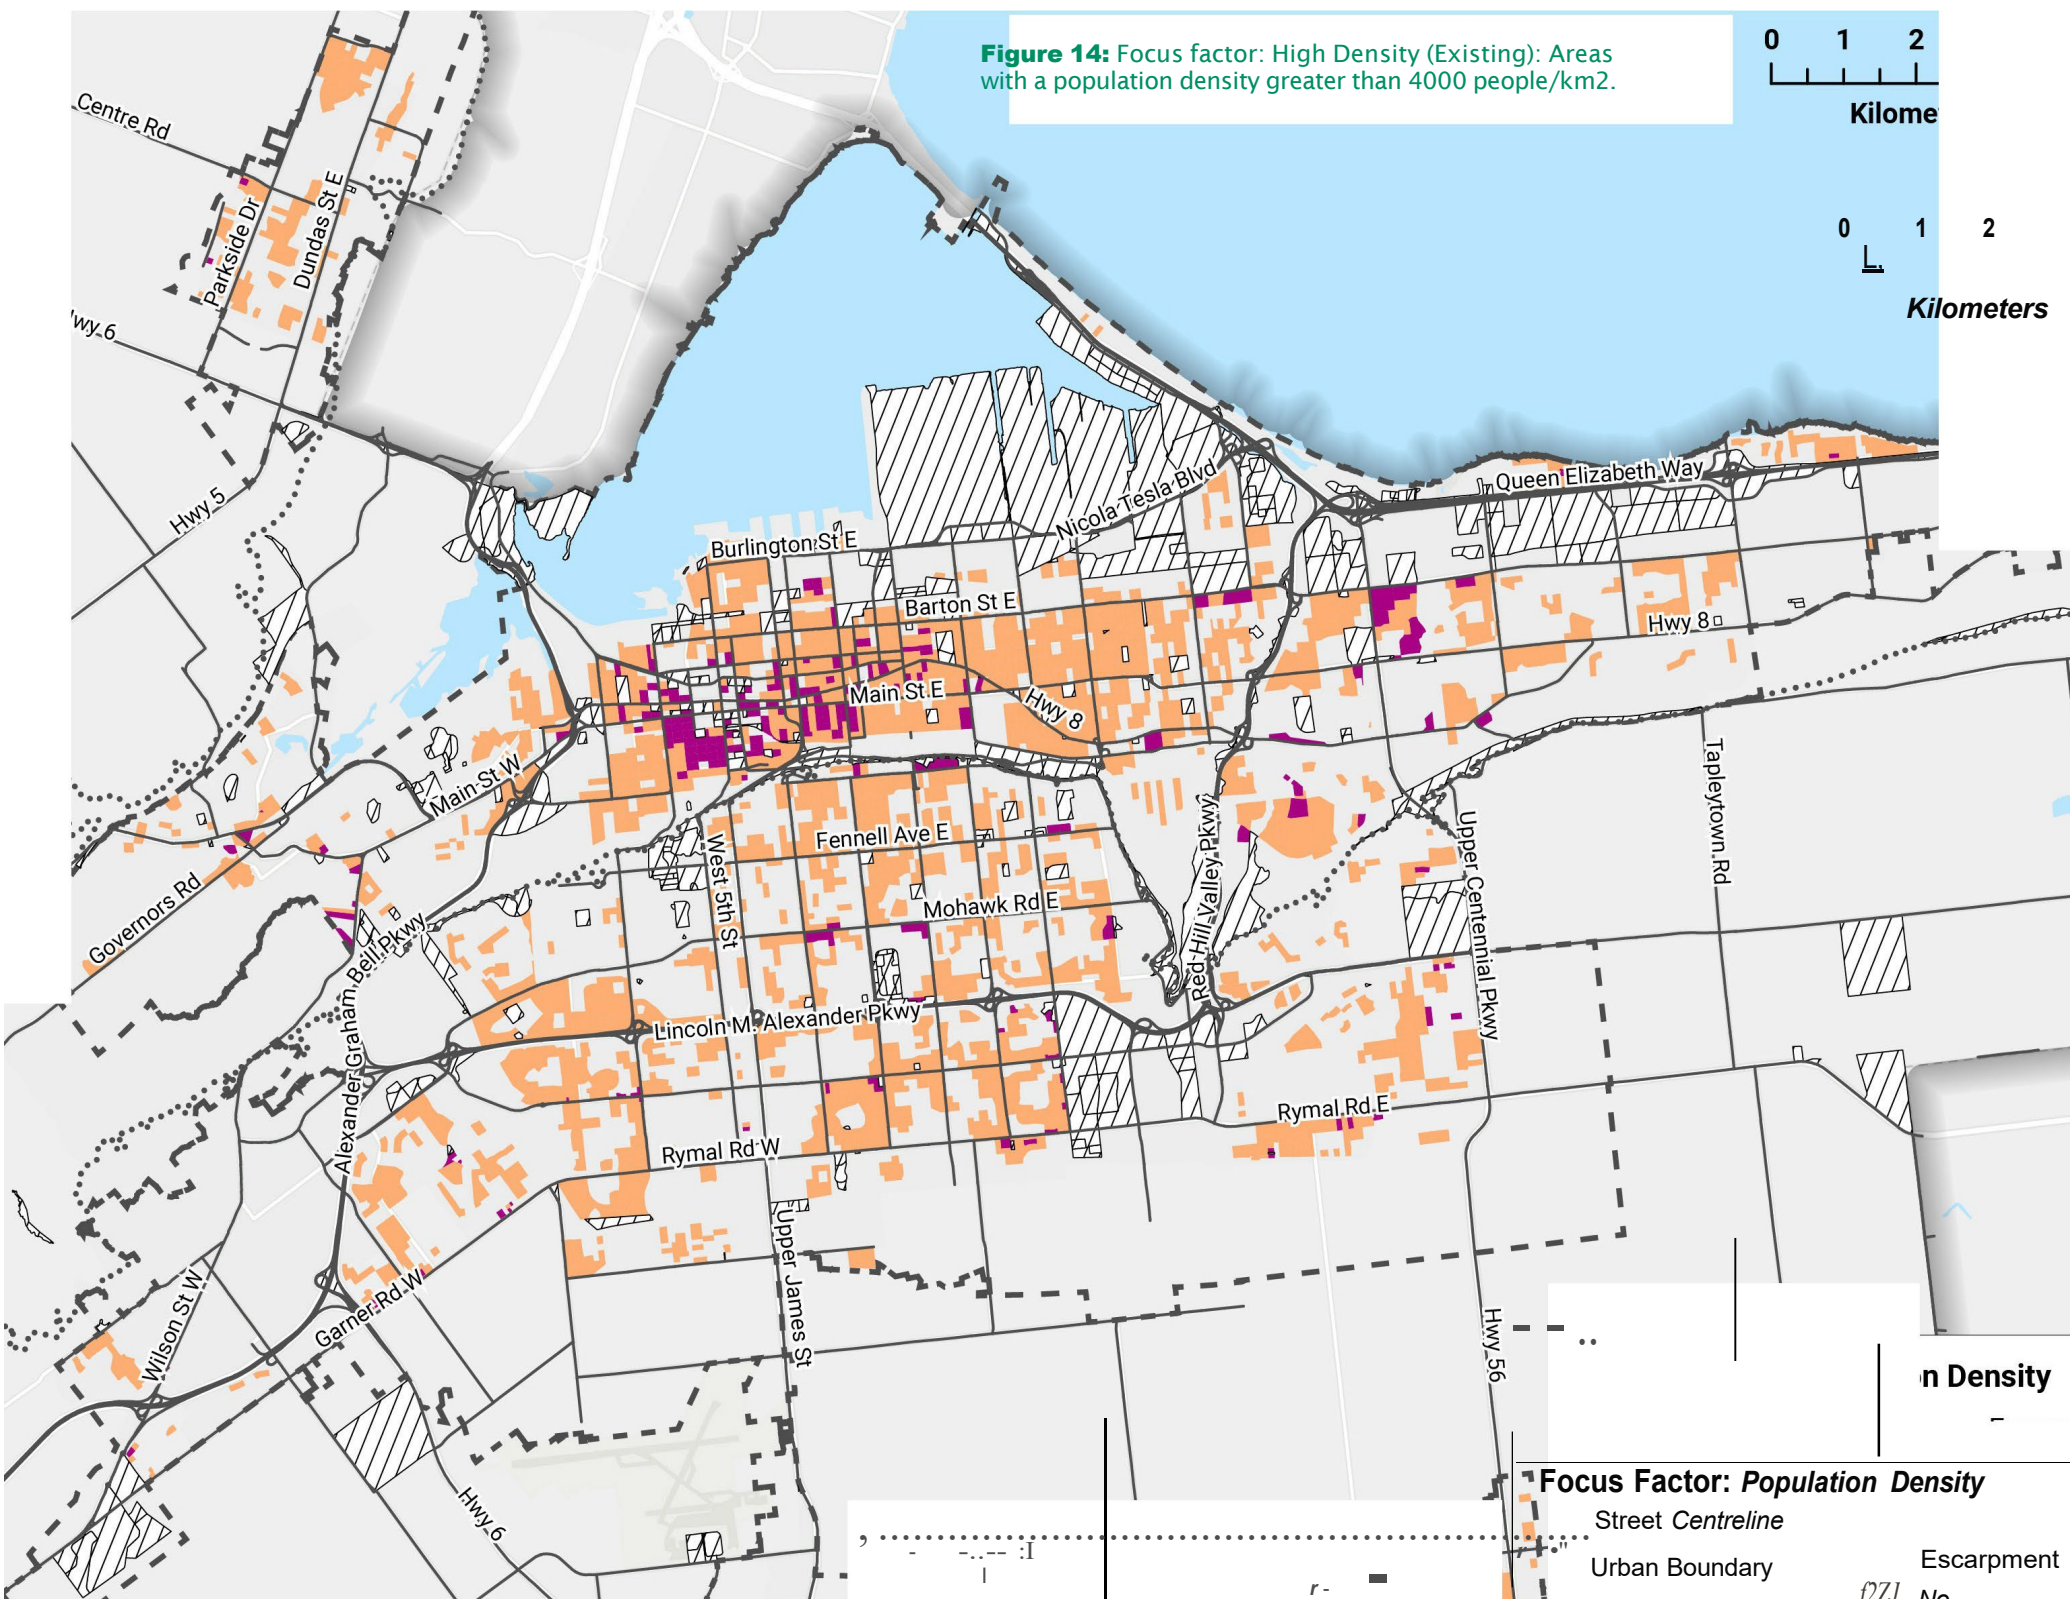 Figure 14: Focus factor: High Density (Existing): Areas
with a population density greater than 4000 people/km2.
0 1 2
Kilome
0 1 2
Kilometers
Centre Rd
Parkside Dr
Dundas St E
wy 6
Hwy 5
Nicola Tesla Blvd
Queen Elizabeth Way
Burlington St E
Barton St E
Hwy 8
Main St E
Hwy 8
Main St W
Tapleytown Rd
Fennell Ave E
West 5th St
Red Hill Valley Pkwy
Upper Centennial Pkwy
Governors Rd
Mohawk Rd E
Alexander Graham Bell Pkwy
Lincoln M. Alexander Pkwy
Rymal Rd E
Rymal Rd W
Upper James St
Wilson St W
Garner Rd W
Hwy 56
Hwy 6
n Density
Focus Factor: Population Density
Street Centreline
Urban Boundary
Escarpment
No